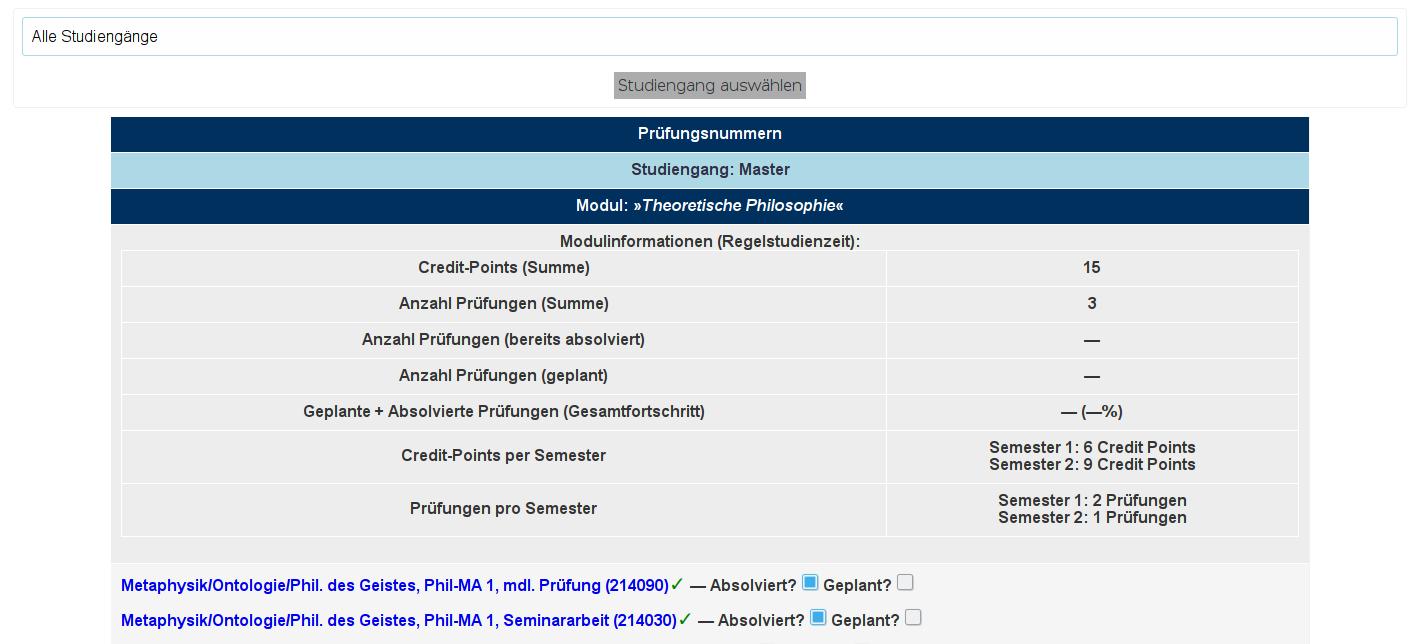 Alle Studiengänge
Studiengang auswählen
Prüfungsnummern
Studiengang: Master
Modul: »Theoretische Philosophie«
Modulinformationen (Regelstudienzeit):
Credit-Points (Summe) 15
Anzahl Prüfungen (Summe) 3
Anzahl Prüfungen (bereits absolviert) —
Anzahl Prüfungen (geplant) —
Geplante + Absolvierte Prüfungen (Gesamtfortschritt) — (—%)
Credit-Points per Semester
Semester 1: 6 Credit Points
Semester 2: 9 Credit Points
Prüfungen pro Semester
Semester 1: 2 Prüfungen
Semester 2: 1 Prüfungen
Metaphysik/Ontologie/Phil. des Geistes, Phil-MA 1, mdl. Prüfung (214090)✓ — Absolviert? Geplant?
Metaphysik/Ontologie/Phil. des Geistes, Phil-MA 1, Seminararbeit (214030)✓ — Absolviert? Geplant?